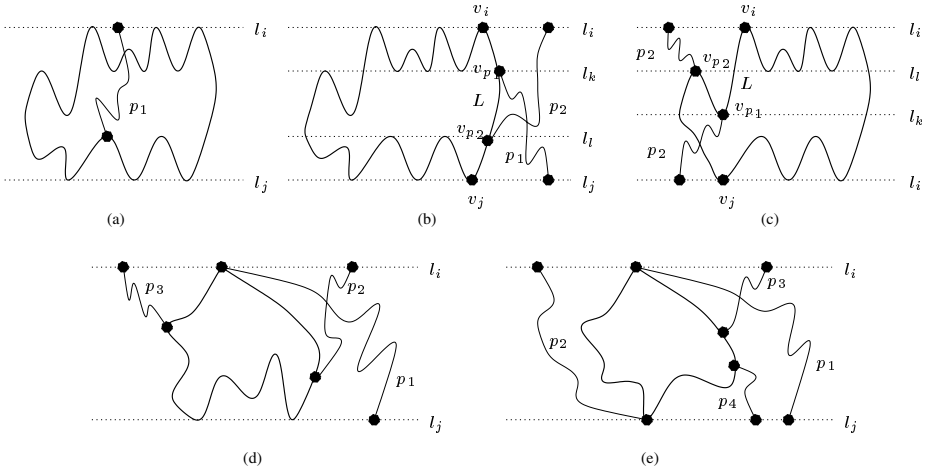 l_i
p_1
l_j
(a)
v_i
l_i
v_{p_1}
l_k
L
p_2
v_{p_2}
l_l
p_1
l_j
v_j
(b)
v_i
l_i
p_2
v_{p_2}
l_l
L
v_{p_1}
l_k
p_2
l_i
v_j
(c)
l_i
p_3
p_2
p_1
l_j
(d)
l_i
p_3
p_2
p_1
p_4
l_j
(e)